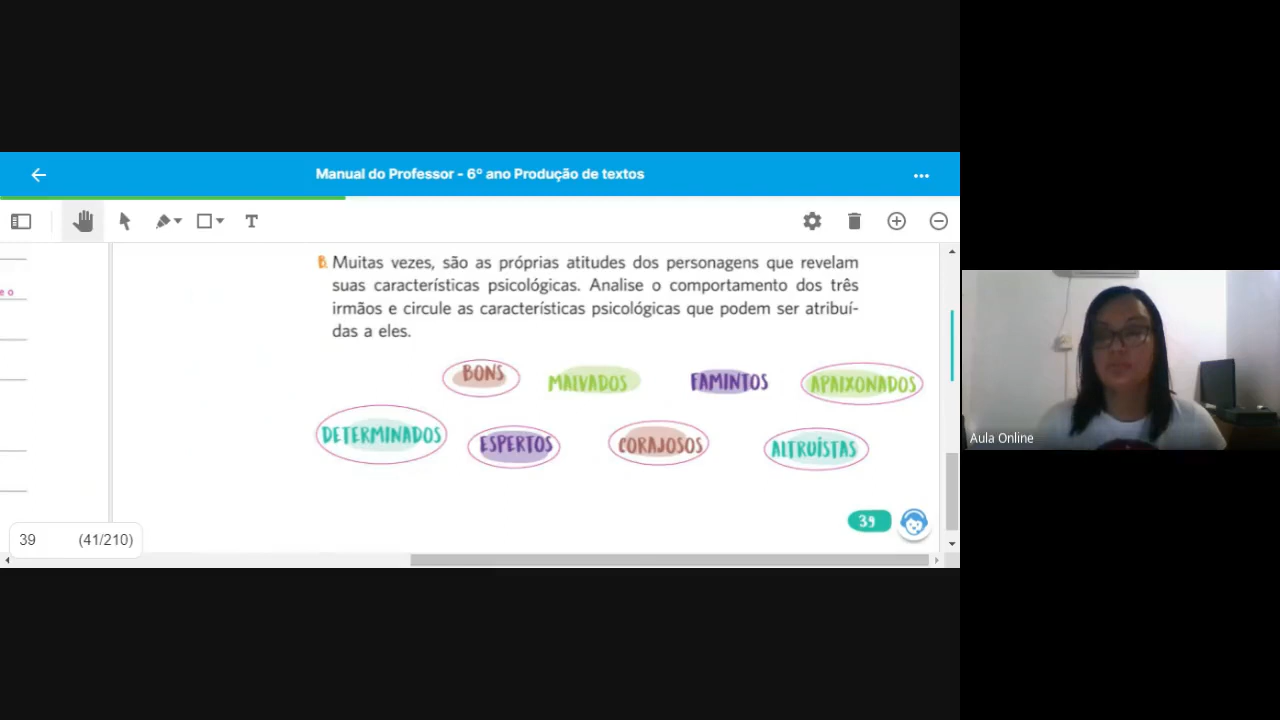 Manual do Professor - 6º ano Produção de textos
T
e o
B. Muitas vezes, são as próprias atitudes dos personagens que revelam
suas características psicológicas. Analise o comportamento dos três
irmãos e circule as características psicológicas que podem ser atribuí-
das a eles.
BONS MALVADOS FAMINTOS APAIXONADOS
DETERMINADOS ESPERTOS CORAJOSOS ALTRUÍSTAS
39
39 (41/210)
Aula Online